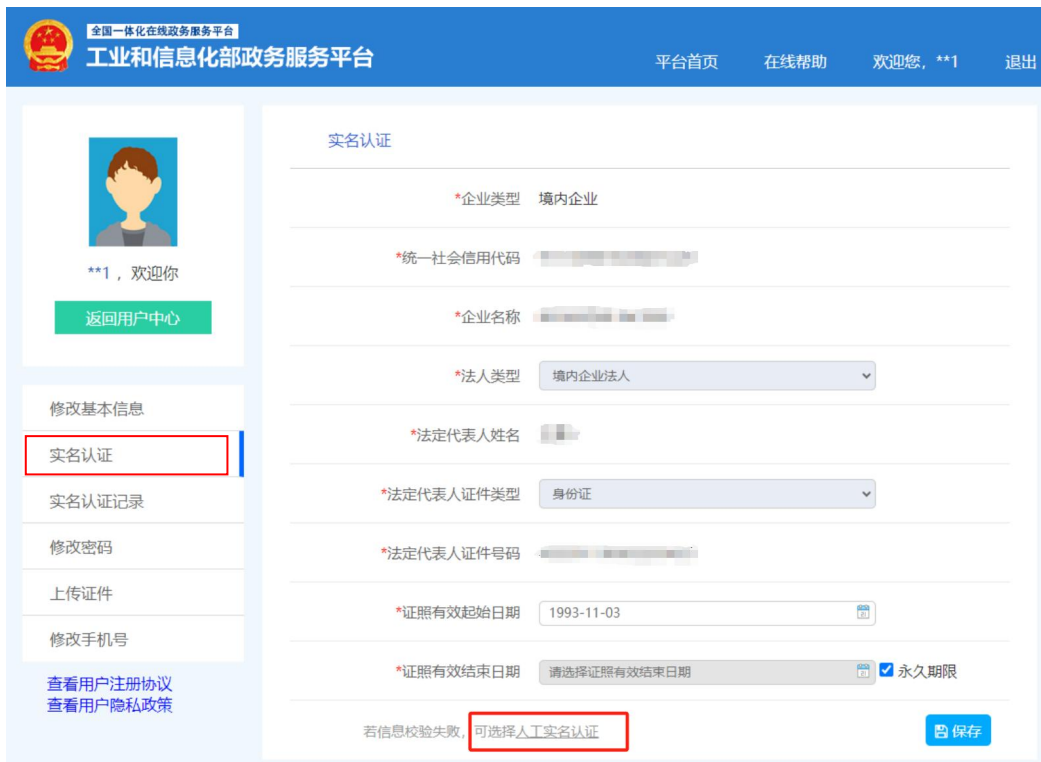 全国一体化在线政务服务平台
工业和信息化部政务服务平台
平台首页 在线帮助 欢迎您, **1 退出
**1 , 欢迎你
返回用户中心
修改基本信息
实名认证
实名认证记录
修改密码
上传证件
修改手机号
查看用户注册协议
查看用户隐私政策
实名认证
*企业类型 境内企业
*统一社会信用代码
*企业名称
*法人类型 境内企业法人
*法定代表人姓名
*法定代表人证件类型 身份证
*法定代表人证件号码
*证照有效起始日期 1993-11-03
*证照有效结束日期 请选择证照有效结束日期 永久期限
若信息校验失败, 可选择人工实名认证
保存